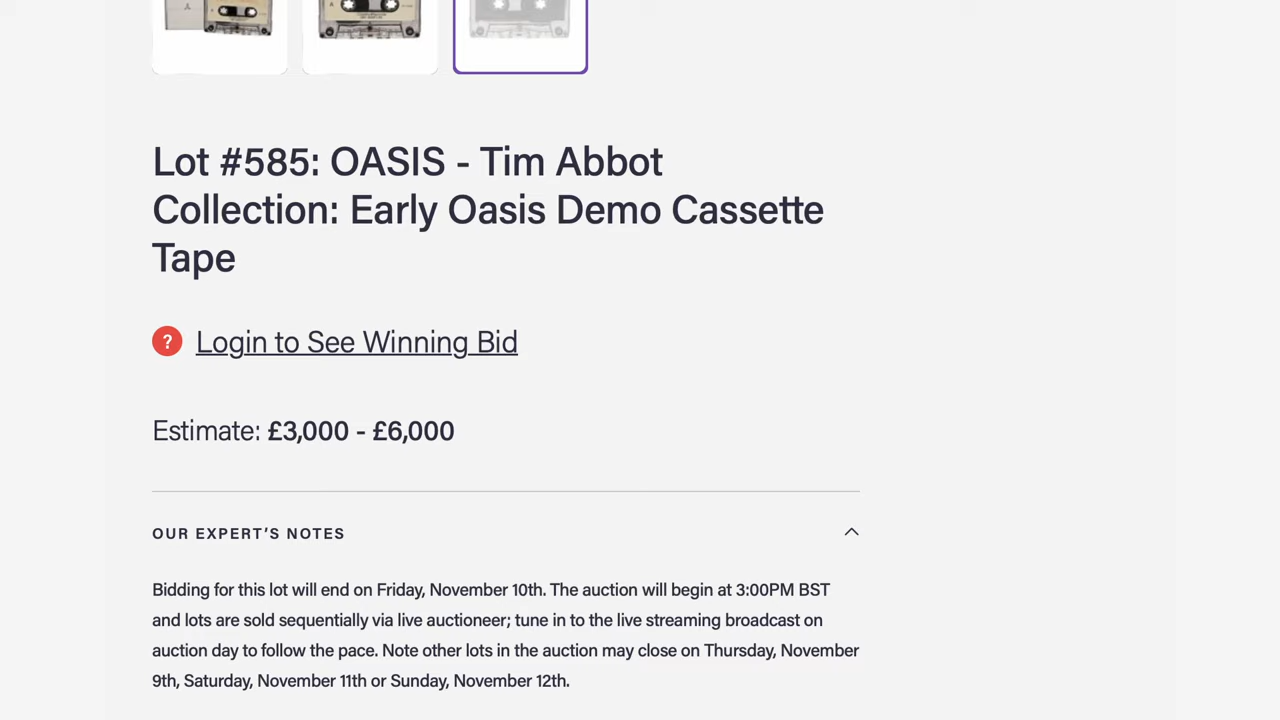 Lot #585: OASIS - Tim Abbot
Collection: Early Oasis Demo Cassette
Tape
? Login to See Winning Bid
Estimate: £3,000 - £6,000
OUR EXPERT’S NOTES
Bidding for this lot will end on Friday, November 10th. The auction will begin at 3:00PM BST
and lots are sold sequentially via live auctioneer; tune in to the live streaming broadcast on
auction day to follow the pace. Note other lots in the auction may close on Thursday, November
9th, Saturday, November 11th or Sunday, November 12th.